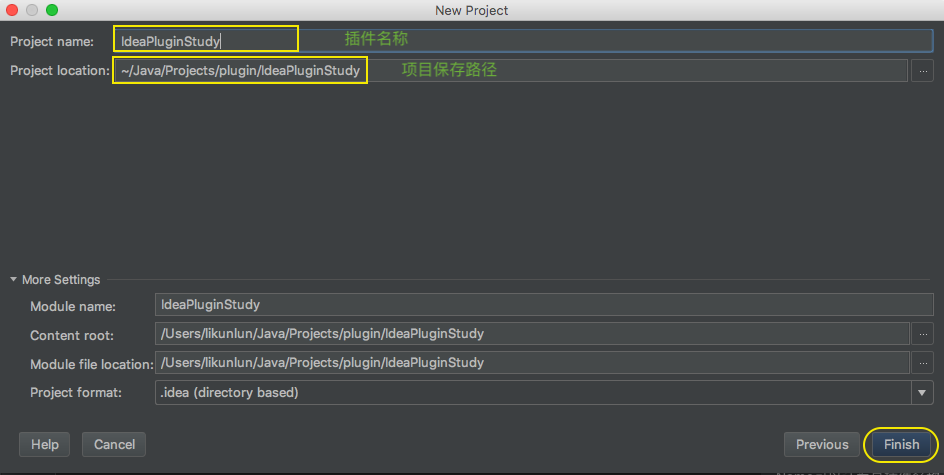 New Project
Project name: IdeaPluginStudy 插件名称
Project location: ~/Java/Projects/plugin/IdeaPluginStudy 项目保存路径 ...
More Settings
Module name: IdeaPluginStudy
Content root: /Users/likunlun/Java/Projects/plugin/IdeaPluginStudy ...
Module file location: /Users/likunlun/Java/Projects/plugin/IdeaPluginStudy ...
Project format: .idea (directory based)
Help Cancel Previous Finish